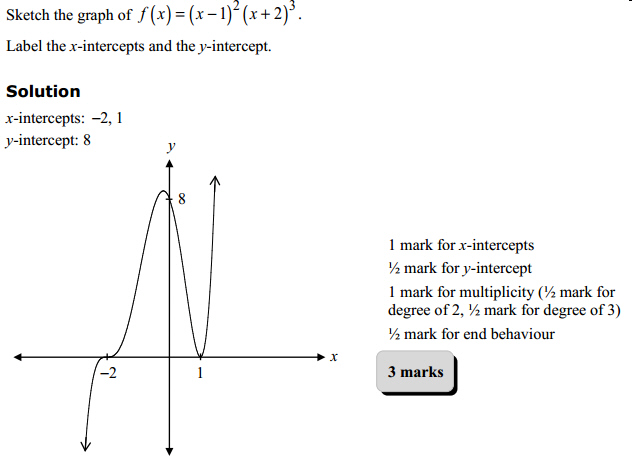 Sketch the graph of f(x) = (x – 1)² (x + 2)³.
Label the x-intercepts and the y-intercept.
Solution
x-intercepts: –2, 1
y-intercept: 8
y
8
x
–2
1
1 mark for x-intercepts
½ mark for y-intercept
1 mark for multiplicity (½ mark for
degree of 2, ½ mark for degree of 3)
½ mark for end behaviour
3 marks